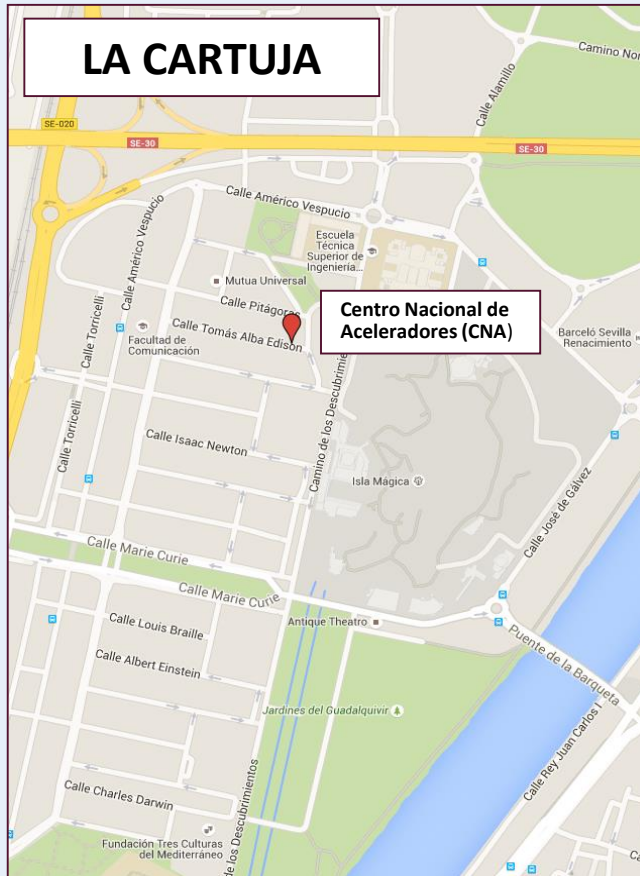 LA CARTUJA
Camino Nor
Calle Alamillo
SE-020
SE-30
SE-30
Calle Américo Vespucio
Calle Américo Vespucio
Escuela
Técnica
Superior de
Ingeniería...
Mutua Universal
Calle Pitágoras
Centro Nacional de
Aceleradores (CNA)
Calle Torricelli
Calle Tomás Alba Edison
Facultad de
Comunicación
Barceló Sevilla
Renacimiento
Camino de los Descubrimie
Calle Torricelli
Calle Isaac Newton
Isla Mágica
Calle José de Gálvez
Calle Marie Curie
Calle Marie Curie
Calle Louis Braille
Antique Theatro
Puente de la Barqueta
Calle Albert Einstein
Jardines del Guadalquivir
Calle Rey Juan Carlos I
Calle Charles Darwin
de los Descubrimientos
Fundación Tres Culturas
del Mediterráneo
Ca